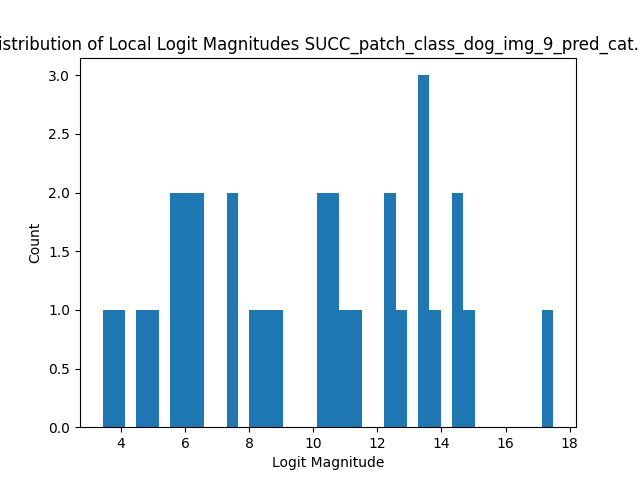 istribution of Local Logit Magnitudes SUCC_patch_class_dog_img_9_pred_cat.
3.0
2.5
2.0
1.5
1.0
0.5
0.0
Count
4 6 8 10 12 14 16 18
Logit Magnitude